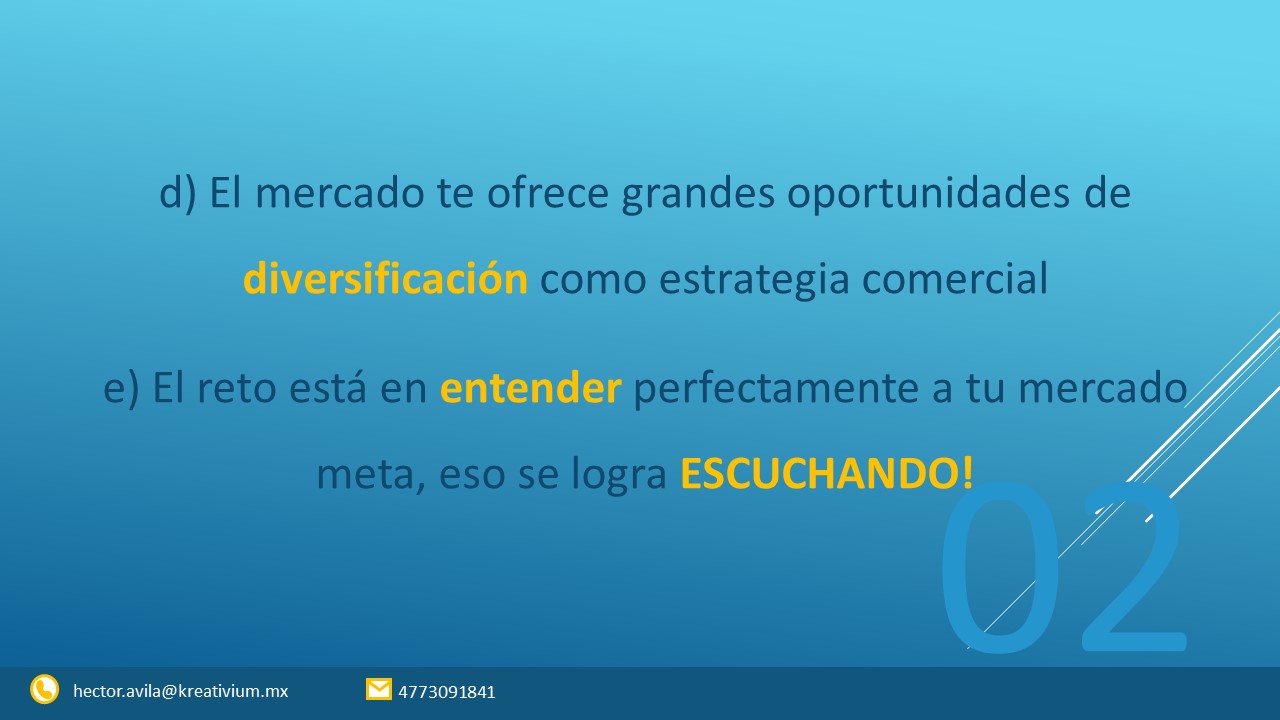 d) El mercado te ofrece grandes oportunidades de
diversificación como estrategia comercial
e) El reto está en entender perfectamente a tu mercado
meta, eso se logra ESCUCHANDO!
02
hector.avila@kreativium.mx 4773091841